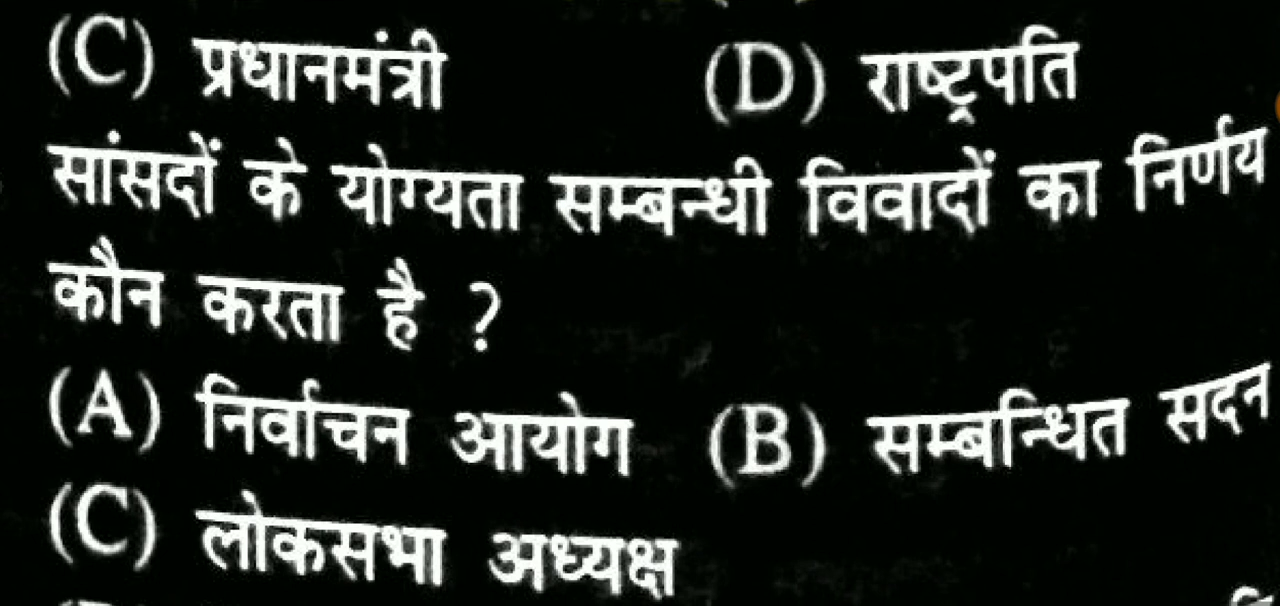 (C) प्रधानमंत्री (D) राष्ट्रपति
सांसदों के योग्यता सम्बन्धी विवादों का निर्णय
कौन करता है ?
(A) निर्वाचन आयोग (B) सम्बन्धित सदन
(C) लोकसभा अध्यक्ष